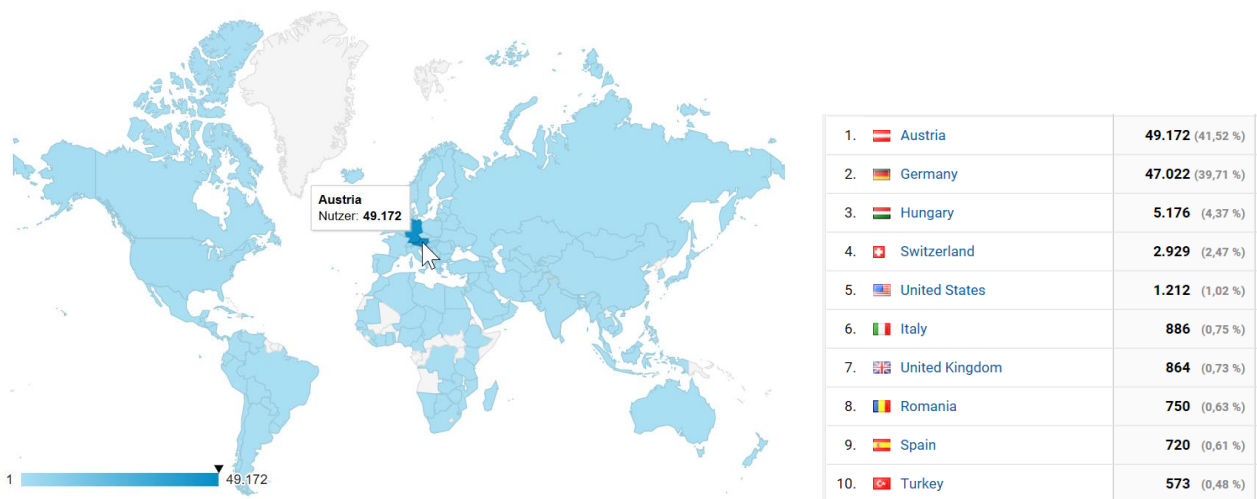 Austria
Nutzer: 49.172
1 49.172
1. Austria 49.172 (41,52 %)
2. Germany 47.022 (39,71 %)
3. Hungary 5.176 (4,37 %)
4. Switzerland 2.929 (2,47 %)
5. United States 1.212 (1,02 %)
6. Italy 886 (0,75 %)
7. United Kingdom 864 (0,73 %)
8. Romania 750 (0,63 %)
9. Spain 720 (0,61 %)
10. Turkey 573 (0,48 %)